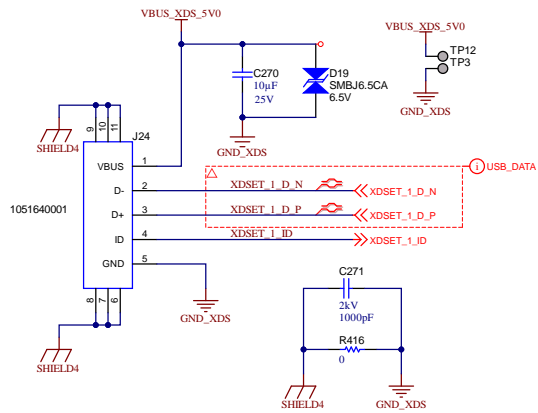 VBUS_XDS_5V0
VBUS_XDS_5V0
C270
10µF
25V
D19
SMBJ6.5CA
6.5V
TP12
TP3
GND_XDS
GND_XDS
SHIELD4
9
10
11
J24
1051640001
VBUS
1
D-
2
XDSET_1_D_N
XDSET_1_D_N
D+
3
XDSET_1_D_P
XDSET_1_D_P
ID
4
XDSET_1_ID
XDSET_1_ID
GND
5
i
USB_DATA
8
7
6
GND_XDS
SHIELD4
C271
2kV
1000pF
R416
0
SHIELD4
GND_XDS